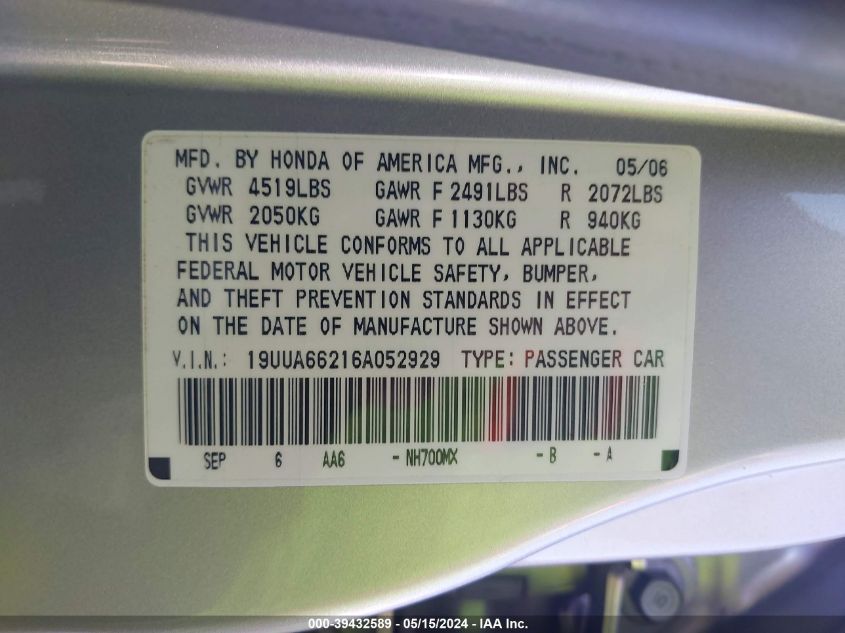 MFD. BY HONDA OF AMERICA MFG., INC. 05/06
GVWR 4519LBS GAWR F 2491LBS R 2072LBS
GVWR 2050KG GAWR F 1130KG R 940KG
THIS VEHICLE CONFORMS TO ALL APPLICABLE
FEDERAL MOTOR VEHICLE SAFETY, BUMPER,
AND THEFT PREVENTION STANDARDS IN EFFECT
ON THE DATE OF MANUFACTURE SHOWN ABOVE.
V.I.N.: 19UUA66216A052929 TYPE: PASSENGER CAR
SEP 6 AA6 -NH700MX -B -A
000-39432589 - 05/15/2024 - IAA Inc.